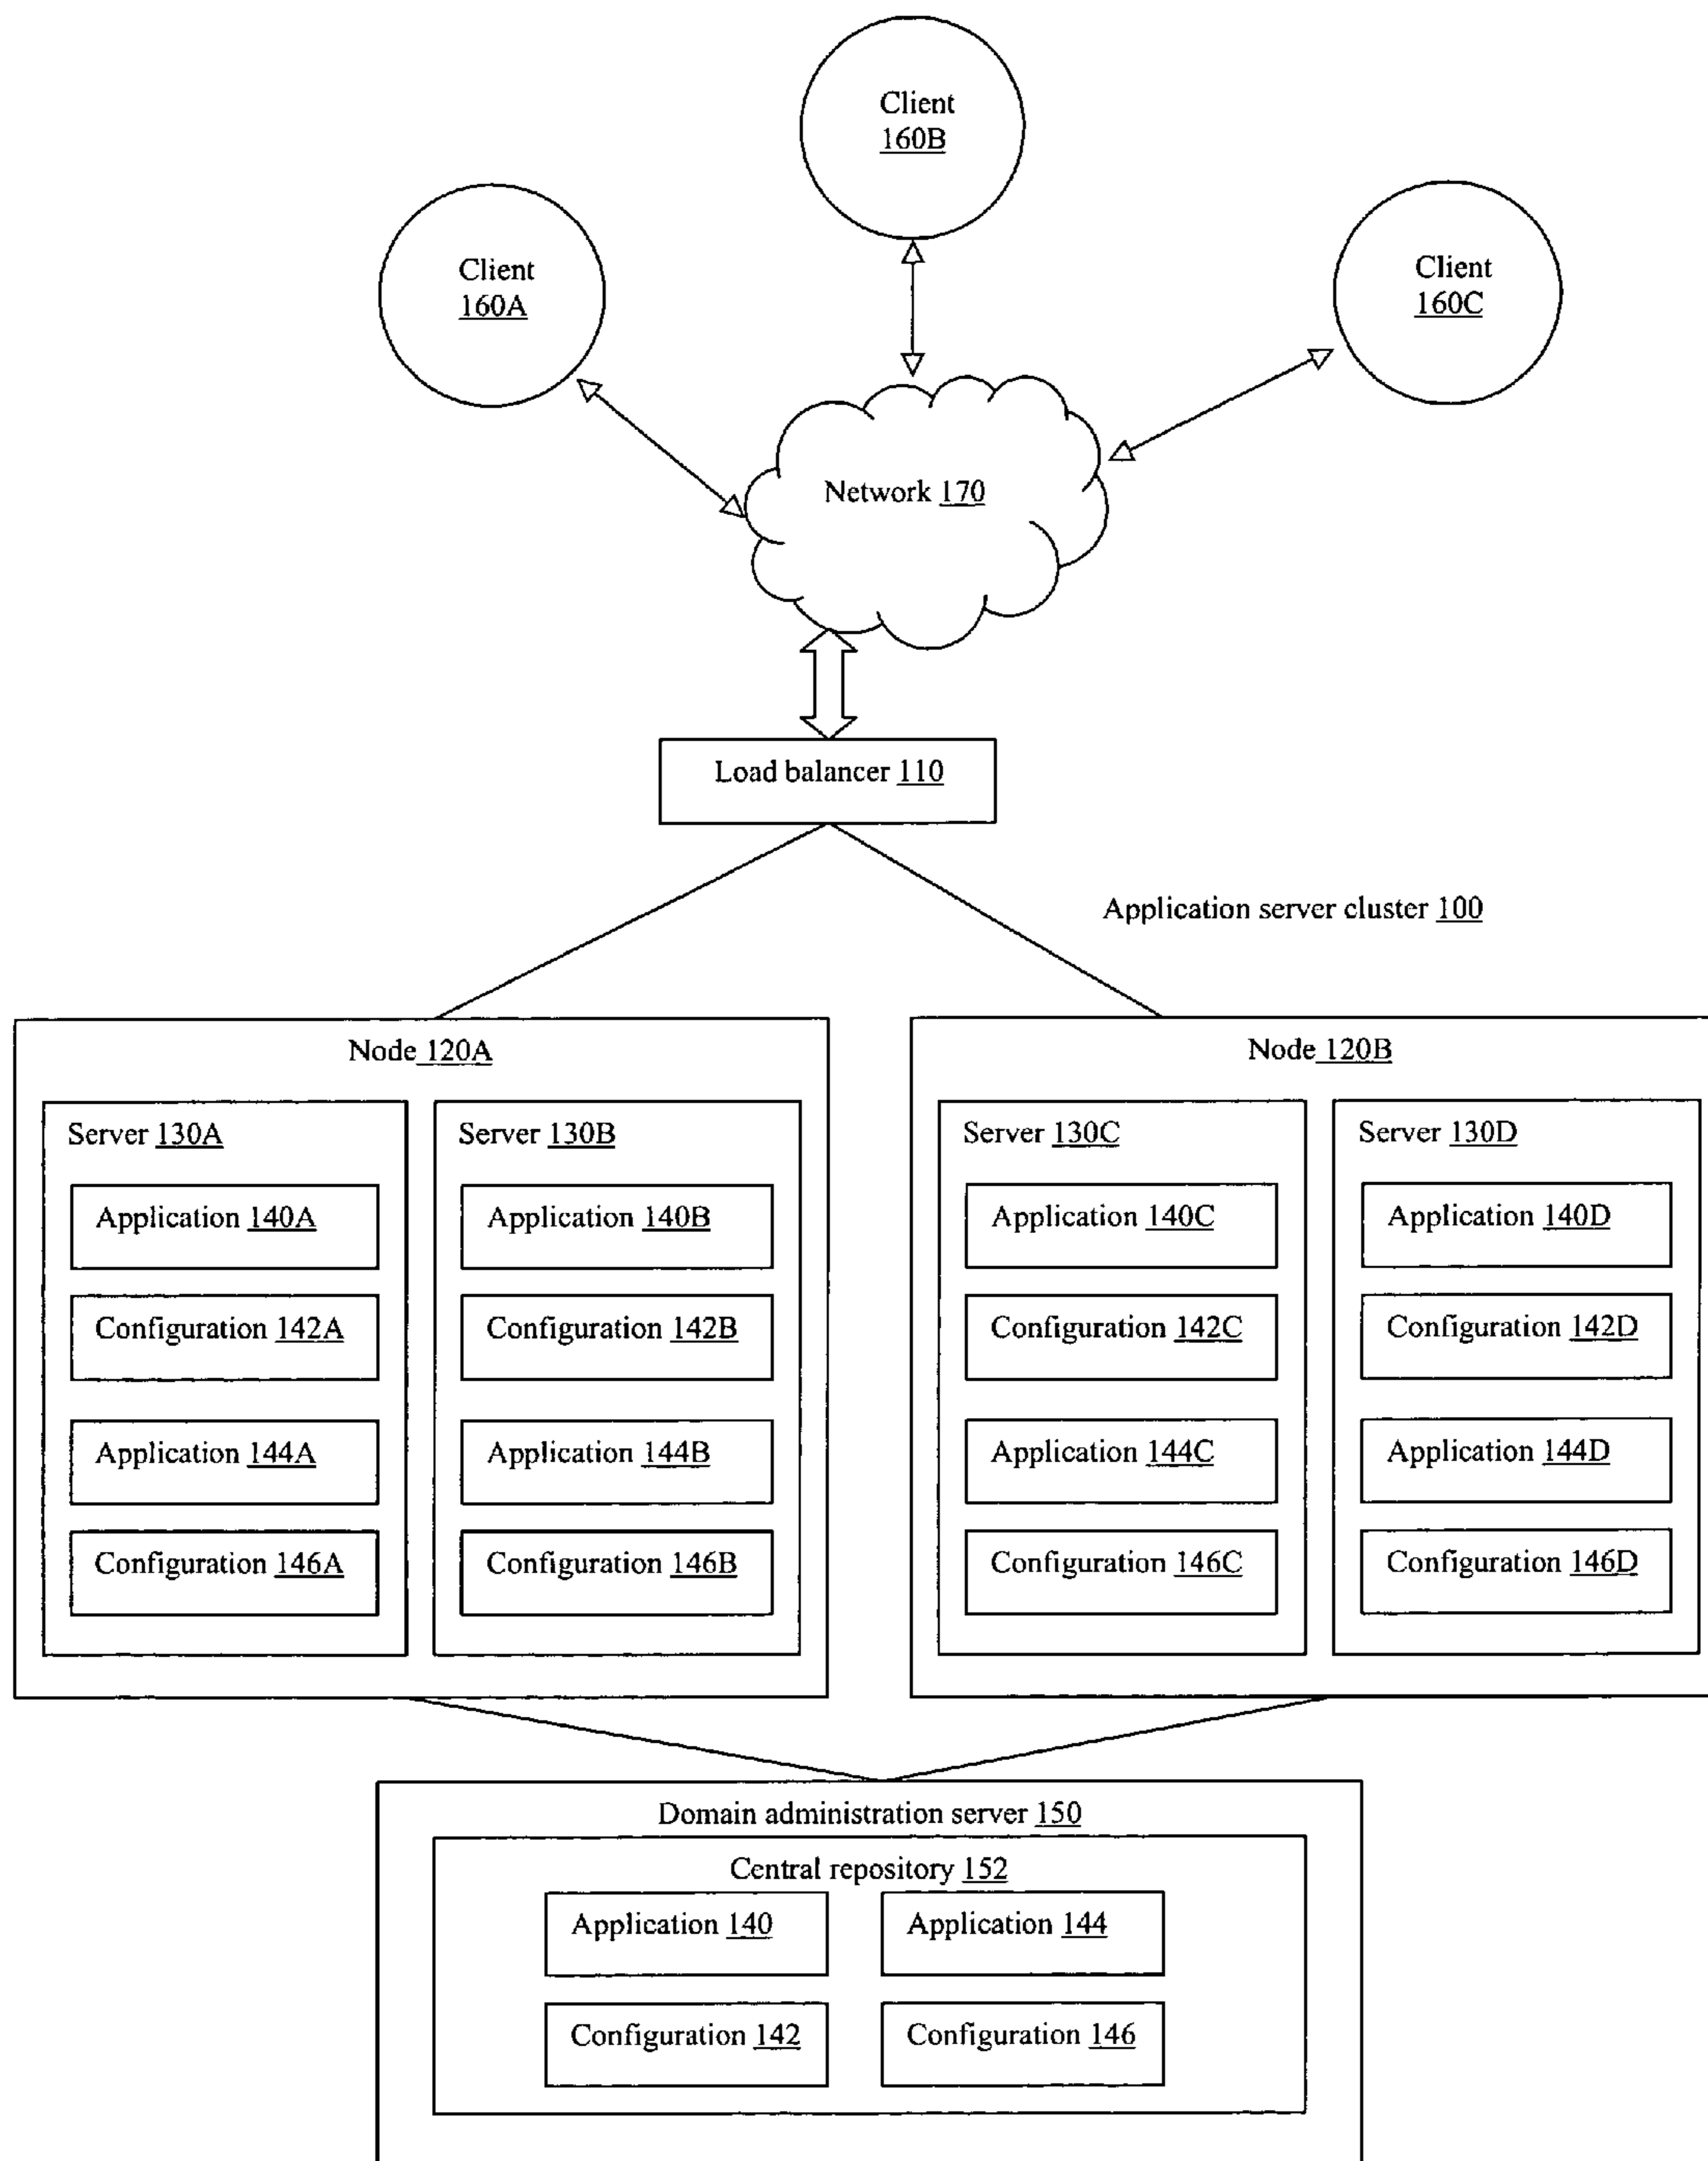 Client
160B
Client
160A
Client
160C
Network 170
Load balancer 110
Application server cluster 100
Node 120A
Server 130A
Application 140A
Configuration 142A
Application 144A
Configuration 146A
Server 130B
Application 140B
Configuration 142B
Application 144B
Configuration 146B
Node 120B
Server 130C
Application 140C
Configuration 142C
Application 144C
Configuration 146C
Server 130D
Application 140D
Configuration 142D
Application 144D
Configuration 146D
Domain administration server 150
Central repository 152
Application 140
Application 144
Configuration 142
Configuration 146